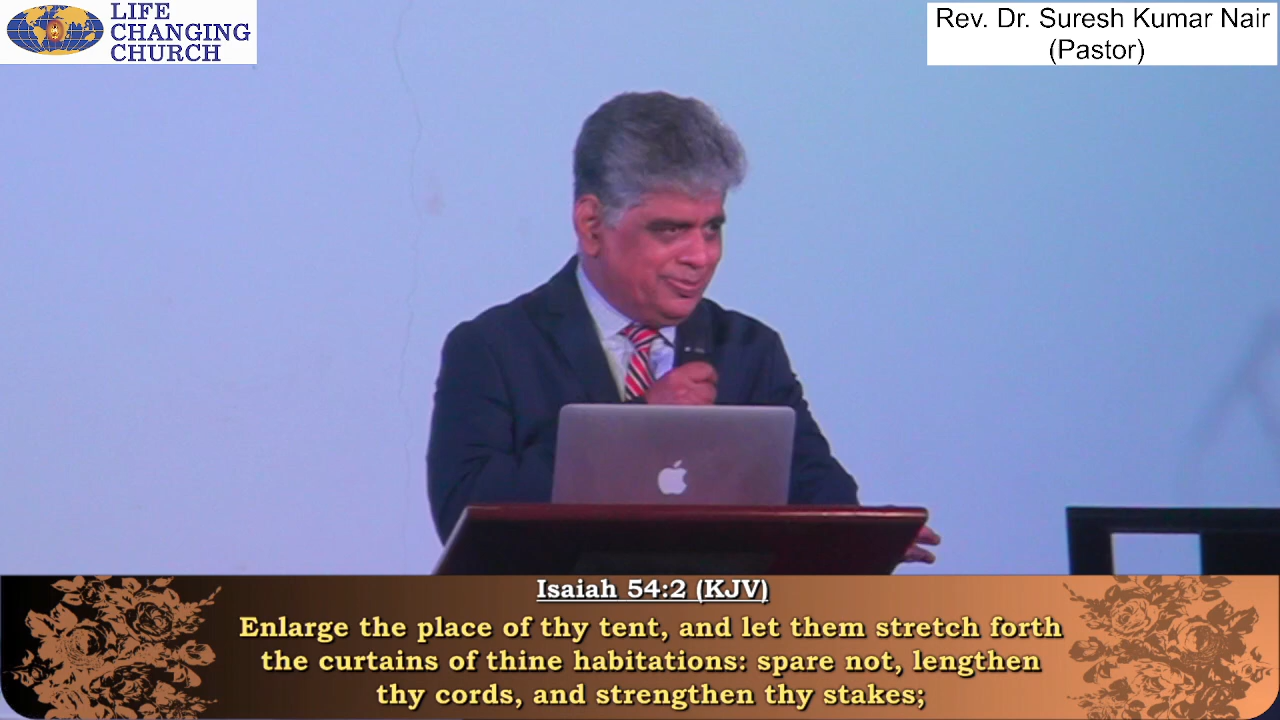 LIFE
CHANGING
CHURCH
Rev. Dr. Suresh Kumar Nair
(Pastor)
Isaiah 54:2 (KJV)
Enlarge the place of thy tent, and let them stretch forth
the curtains of thine habitations: spare not, lengthen
thy cords, and strengthen thy stakes;